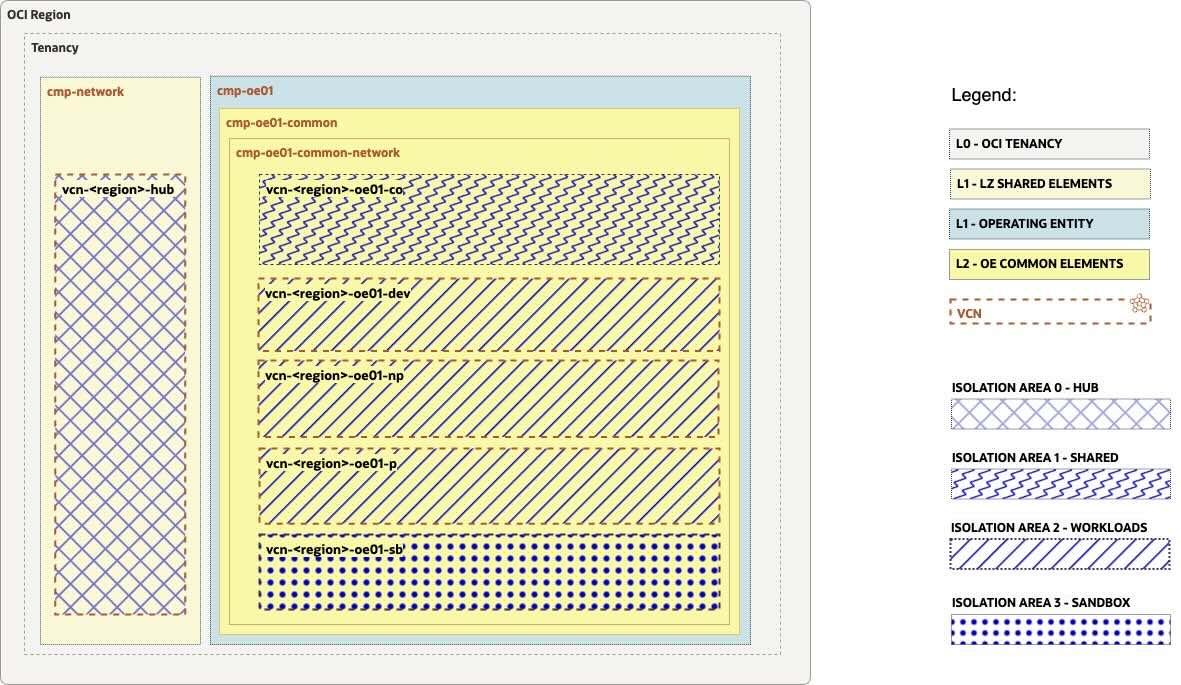 OCI Region
Tenancy
cmp-network
vcn-<region>-hub
cmp-oe01
cmp-oe01-common
cmp-oe01-common-network
vcn-<region>-oe01-co
vcn-<region>-oe01-dev
vcn-<region>-oe01-np
vcn-<region>-oe01-p
vcn-<region>-oe01-sb
Legend:
L0 - OCI TENANCY
L1 - LZ SHARED ELEMENTS
L1 - OPERATING ENTITY
L2 - OE COMMON ELEMENTS
VCN
ISOLATION AREA 0 - HUB
ISOLATION AREA 1 - SHARED
ISOLATION AREA 2 - WORKLOADS
ISOLATION AREA 3 - SANDBOX